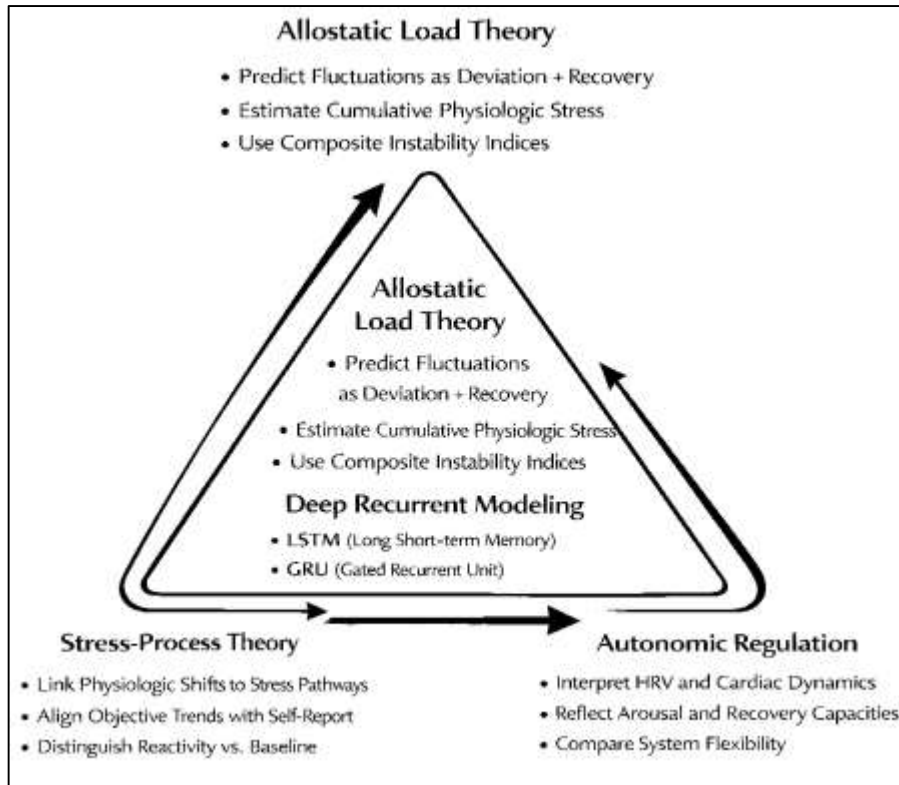 Allostatic Load Theory
• Predict Fluctuations as Deviation + Recovery
• Estimate Cumulative Physiologic Stress
• Use Composite Instability Indices
Allostatic
Load Theory
• Predict Fluctuations
as Deviation + Recovery
• Estimate Cumulative Physiologic Stress
• Use Composite Instability Indices
Deep Recurrent Modeling
• LSTM (Long Short-term Memory)
• GRU (Gated Recurrent Unit)
Stress-Process Theory
• Link Physiologic Shifts to Stress Pathways
• Align Objective Trends with Self-Report
• Distinguish Reactivity vs. Baseline
Autonomic Regulation
• Interpret HRV and Cardiac Dynamics
• Reflect Arousal and Recovery Capacities
• Compare System Flexibility